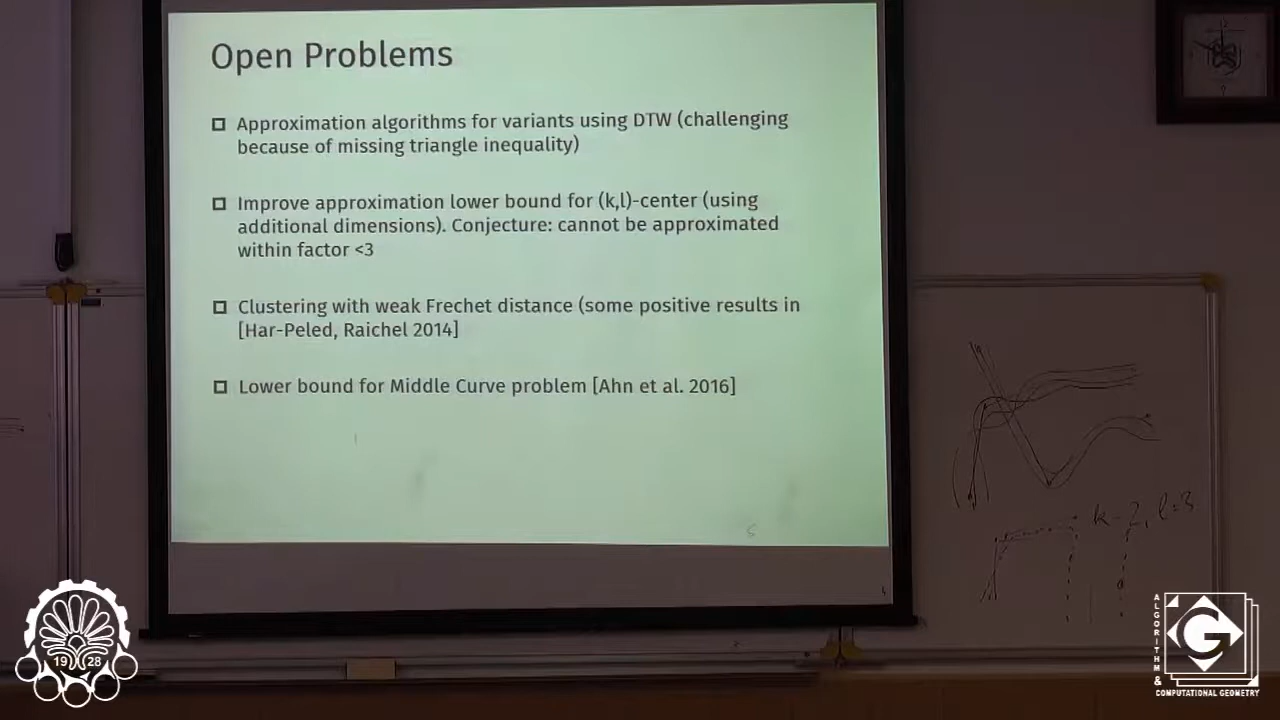 Open Problems
Approximation algorithms for variants using DTW (challenging
because of missing triangle inequality)
Improve approximation lower bound for (k,l)-center (using
additional dimensions). Conjecture: cannot be approximated
within factor <3
Clustering with weak Frechet distance (some positive results in
[Har-Peled, Raichel 2014]
Lower bound for Middle Curve problem [Ahn et al. 2016]
k=2, l=3
19 28
ALGORITHM
&
G
COMPUTATIONAL GEOMETRY